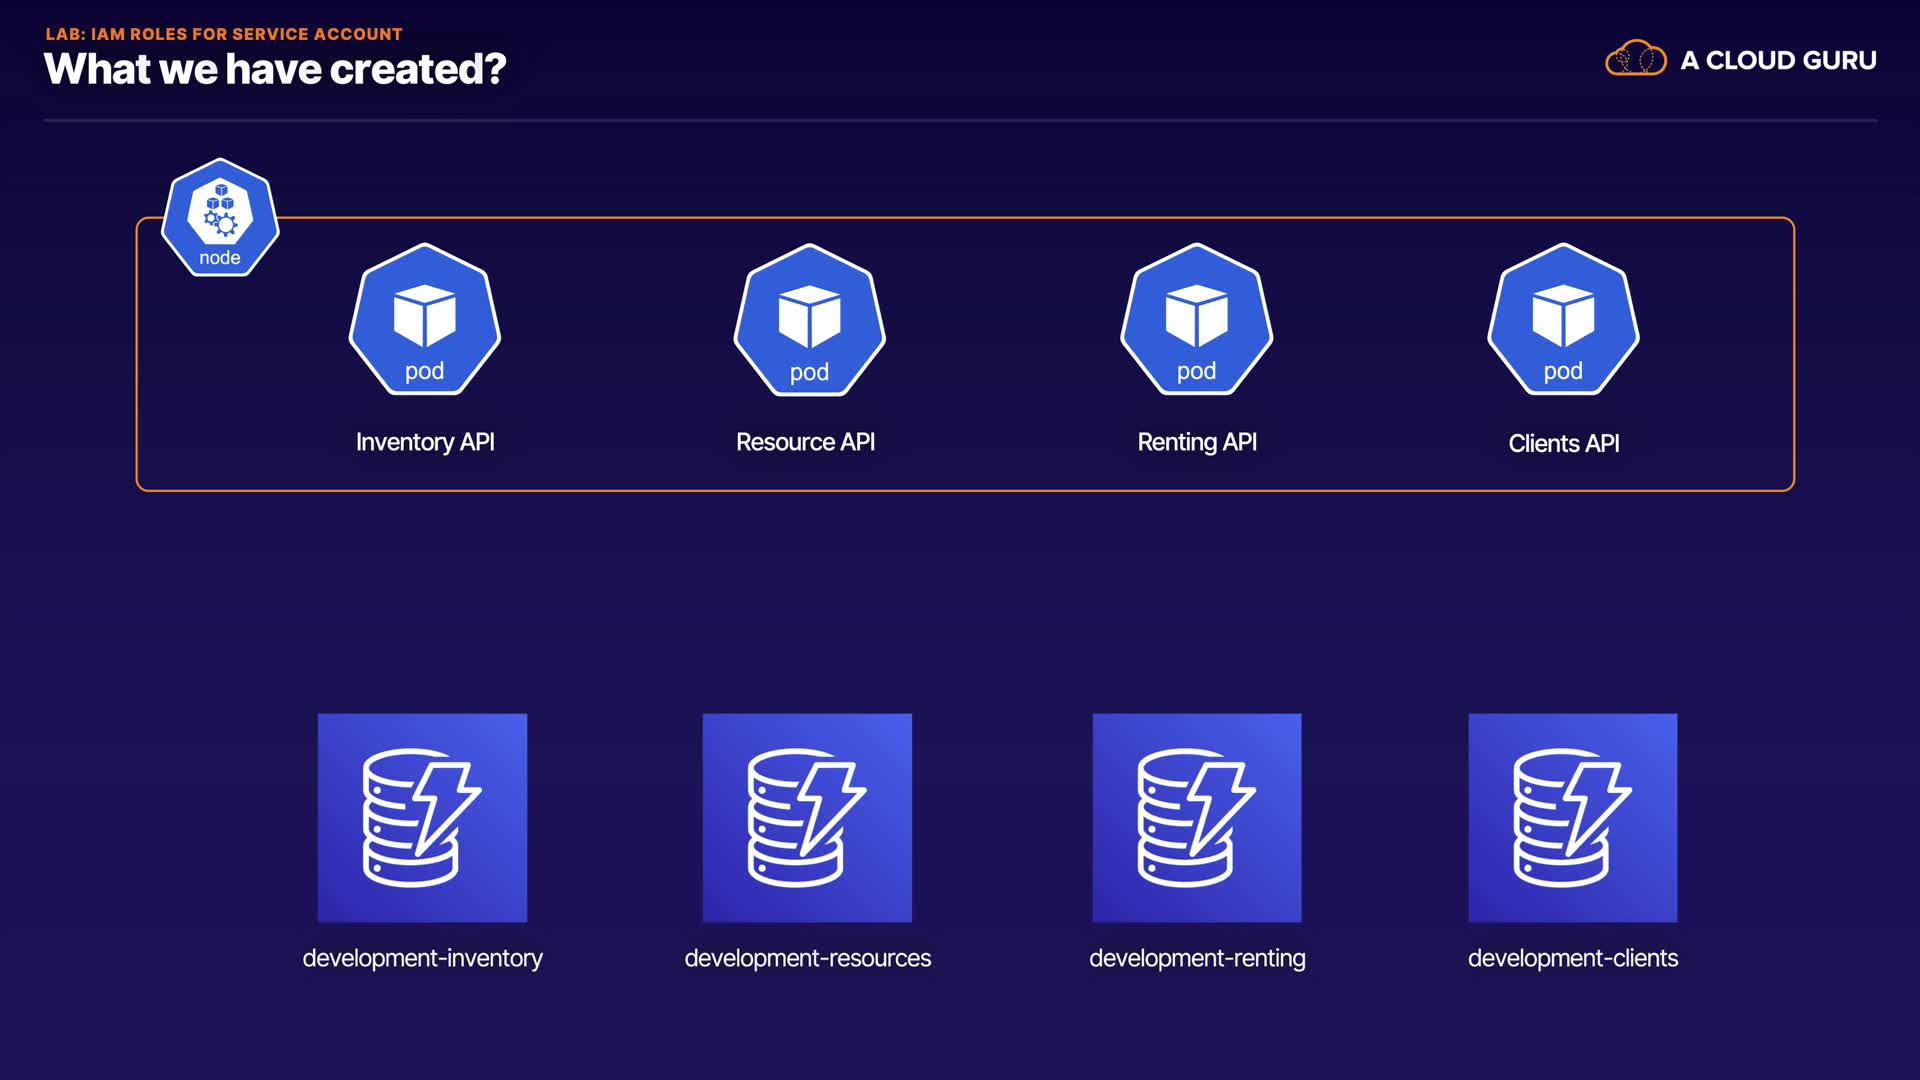 LAB: IAM ROLES FOR SERVICE ACCOUNT
What we have created?
A CLOUD GURU
node
pod
pod
pod
pod
Inventory API
Resource API
Renting API
Clients API
development-inventory
development-resources
development-renting
development-clients